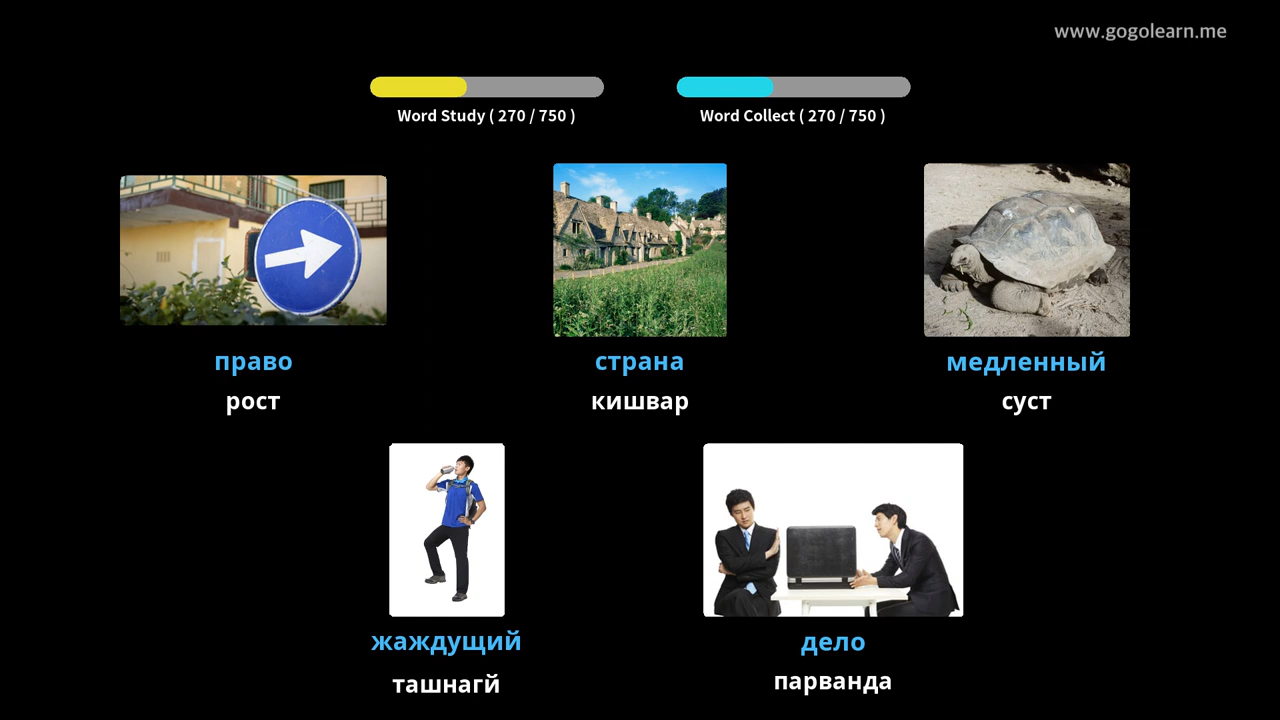 www.gogolearn.me
Word Study ( 270 / 750 )
Word Collect ( 270 / 750 )
право
рост
страна
кишвар
медленный
суст
жаждущий
ташнагй
дело
парванда